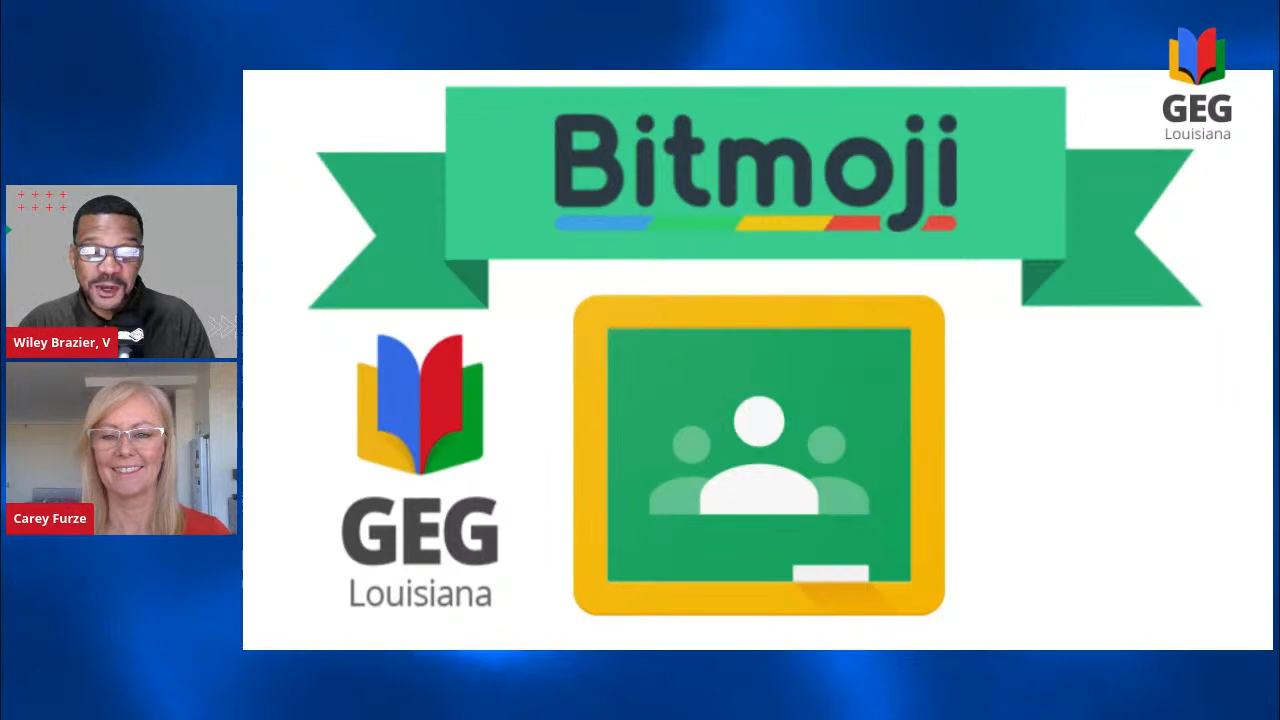 Bitmoji
GEG
Louisiana
Wiley Brazier, V
Carey Furze
GEG
Louisiana